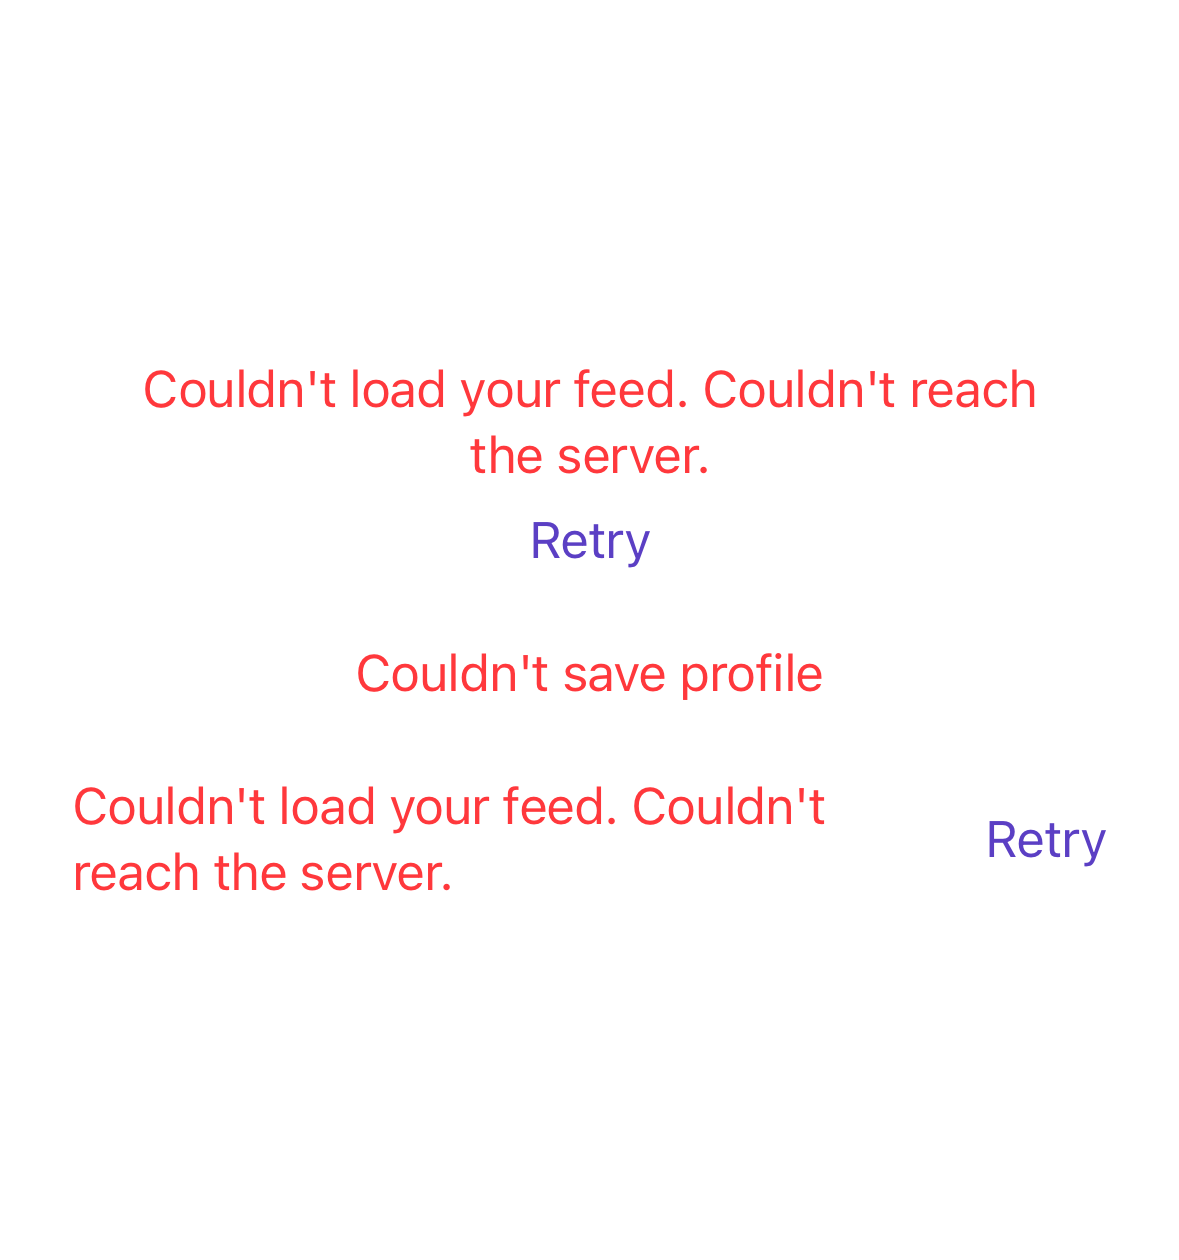 Couldn't load your feed. Couldn't reach
the server.
Retry
Couldn't save profile
Couldn't load your feed. Couldn't
reach the server.
Retry